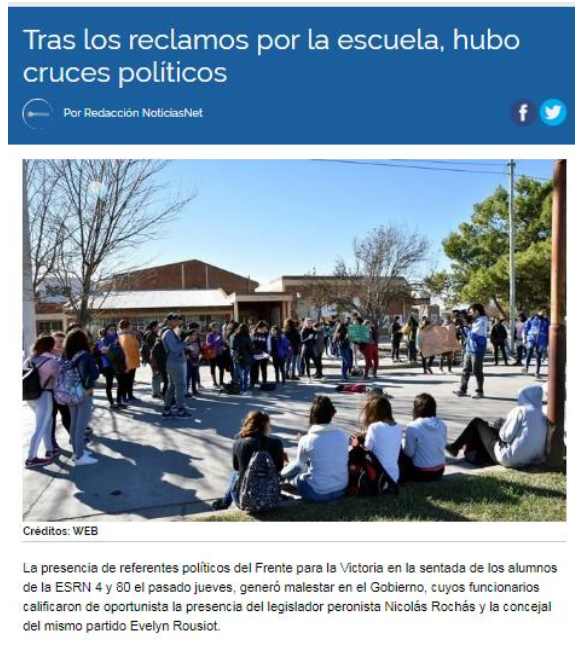 Tras los reclamos por la escuela, hubo
cruces políticos
Por Redacción NoticiasNet
Créditos: WEB
La presencia de referentes políticos del Frente para la Victoria en la sentada de los alumnos
de la ESRN 4 y 80 el pasado jueves, generó malestar en el Gobierno, cuyos funcionarios
calificaron de oportunista la presencia del legislador peronista Nicolás Rochás y la concejal
del mismo partido Evelyn Rousiot.